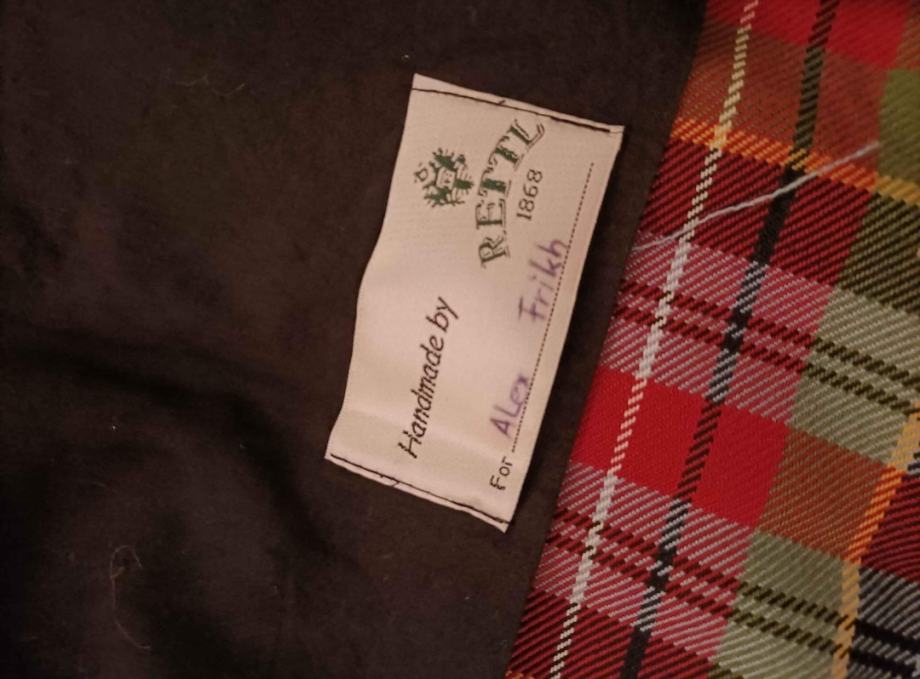 Handmade by RETTL
1868
For Alex Frikh